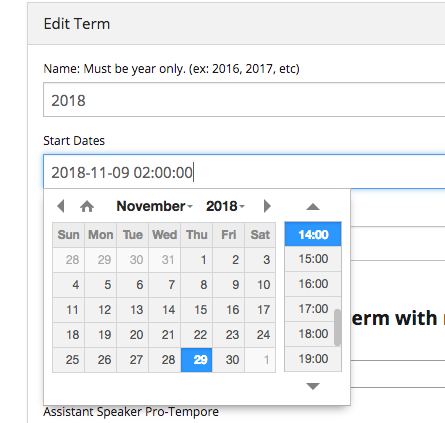 Edit Term
Name: Must be year only. (ex: 2016, 2017, etc)
2018
Start Dates
2018-11-09 02:00:00
November 2018
Sun Mon Tue Wed Thu Fri Sat
28 29 30 31 1 2 3
4 5 6 7 8 9 10
11 12 13 14 15 16 17
18 19 20 21 22 23 24
25 26 27 28 29 30 1
14:00
15:00
16:00
17:00
18:00
19:00
erm with
Assistant Speaker Pro-Tempore